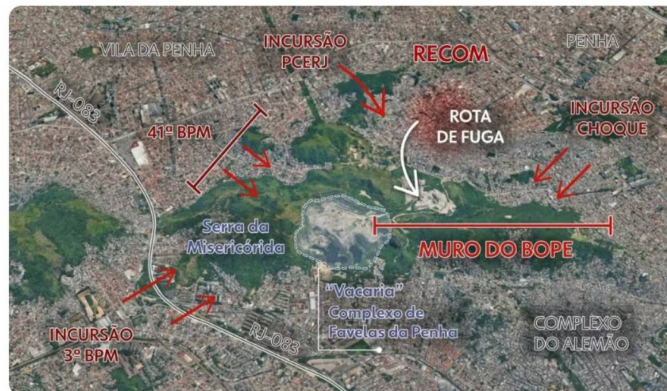 VILA DA PENHA
INCURSÃO
PCERJ
RECOM
PENHA
RJ-083
41º BPM
ROTA
DE FUGA
INCURSÃO
CHOQUE
Serra da
Misericórida
MURO DO BOPE
"Vacaria"
Complexo de
Favelas da Penha
INCURSÃO
3º BPM
RJ-083
COMPLEXO
DO ALEMÃO